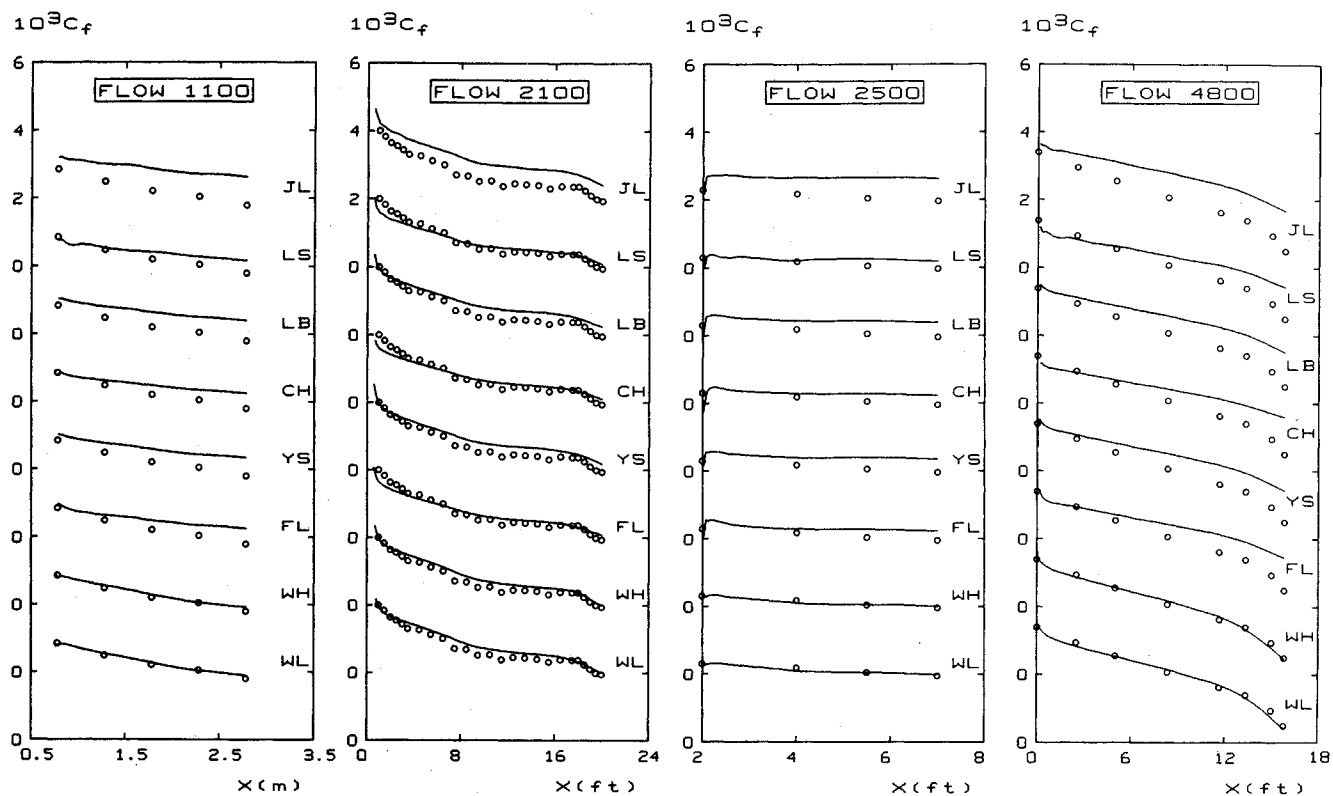 10³Cf
6
FLOW 1100
4
2
JL
0
LS
0
LB
0
CH
0
YS
0
FL
0
WH
0
WL
0
0.5 1.5 2.5 3.5
X(m)
10³Cf
6
FLOW 2100
4
2
JL
0
LS
0
LB
0
CH
0
YS
0
FL
0
WH
0
WL
0
0 8 16 24
X(ft)
10³Cf
6
FLOW 2500
4
2
JL
0
LS
0
LB
0
CH
0
YS
0
FL
0
WH
0
WL
0
2 4 6 8
X(ft)
10³Cf
6
FLOW 4800
4
2
JL
0
LS
0
LB
0
CH
0
YS
0
FL
0
WH
0
WL
0
0 6 12 18
X(ft)